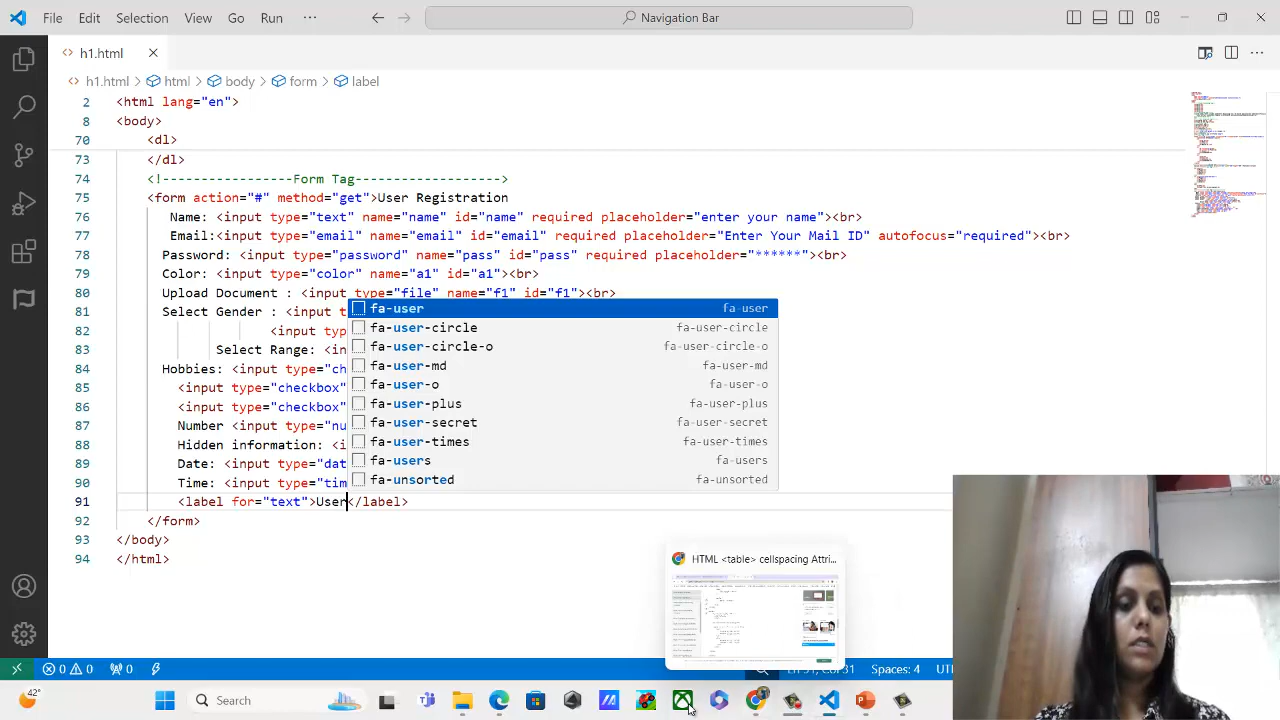 File Edit Selection View Go Run ··· Navigation Bar
h1.html
h1.html > html > body > form > label
2 <html lang="en">
8 <body>
70 <dl>
73 </dl>
74 <!-----------------Form Tag------------------>
75 <form action="#" method="get">User Registration
76 Name: <input type="text" name="name" id="name" required placeholder="enter your name"><br>
77 Email:<input type="email" name="email" id="email" required placeholder="Enter Your Mail ID" autofocus="required"><br>
78 Password: <input type="password" name="pass" id="pass" required placeholder="******"><br>
79 Color: <input type="color" name="a1" id="a1"><br>
80 Upload Document : <input type="file" name="f1" id="f1"><br>
81 Select Gender : <input t
fa-user fa-user
82 <input typ
fa-user-circle fa-user-circle
83 Select Range: <in
fa-user-circle-o fa-user-circle-o
84 Hobbies: <input type="ch
fa-user-md fa-user-md
85 <input type="checkbox"
fa-user-o fa-user-o
86 <input type="checkbox"
fa-user-plus fa-user-plus
87 Number <input type="nu
fa-user-secret fa-user-secret
88 Hidden information: <i
fa-user-times fa-user-times
89 Date: <input type="dat
fa-users fa-users
90 Time: <input type="tim
fa-unsorted fa-unsorted
91 <label for="text">User</label>
92 </form>
93 </body>
94 </html>
HTML <table> cellspacing Attri...
0 0 0 Spaces: 4
42° Search